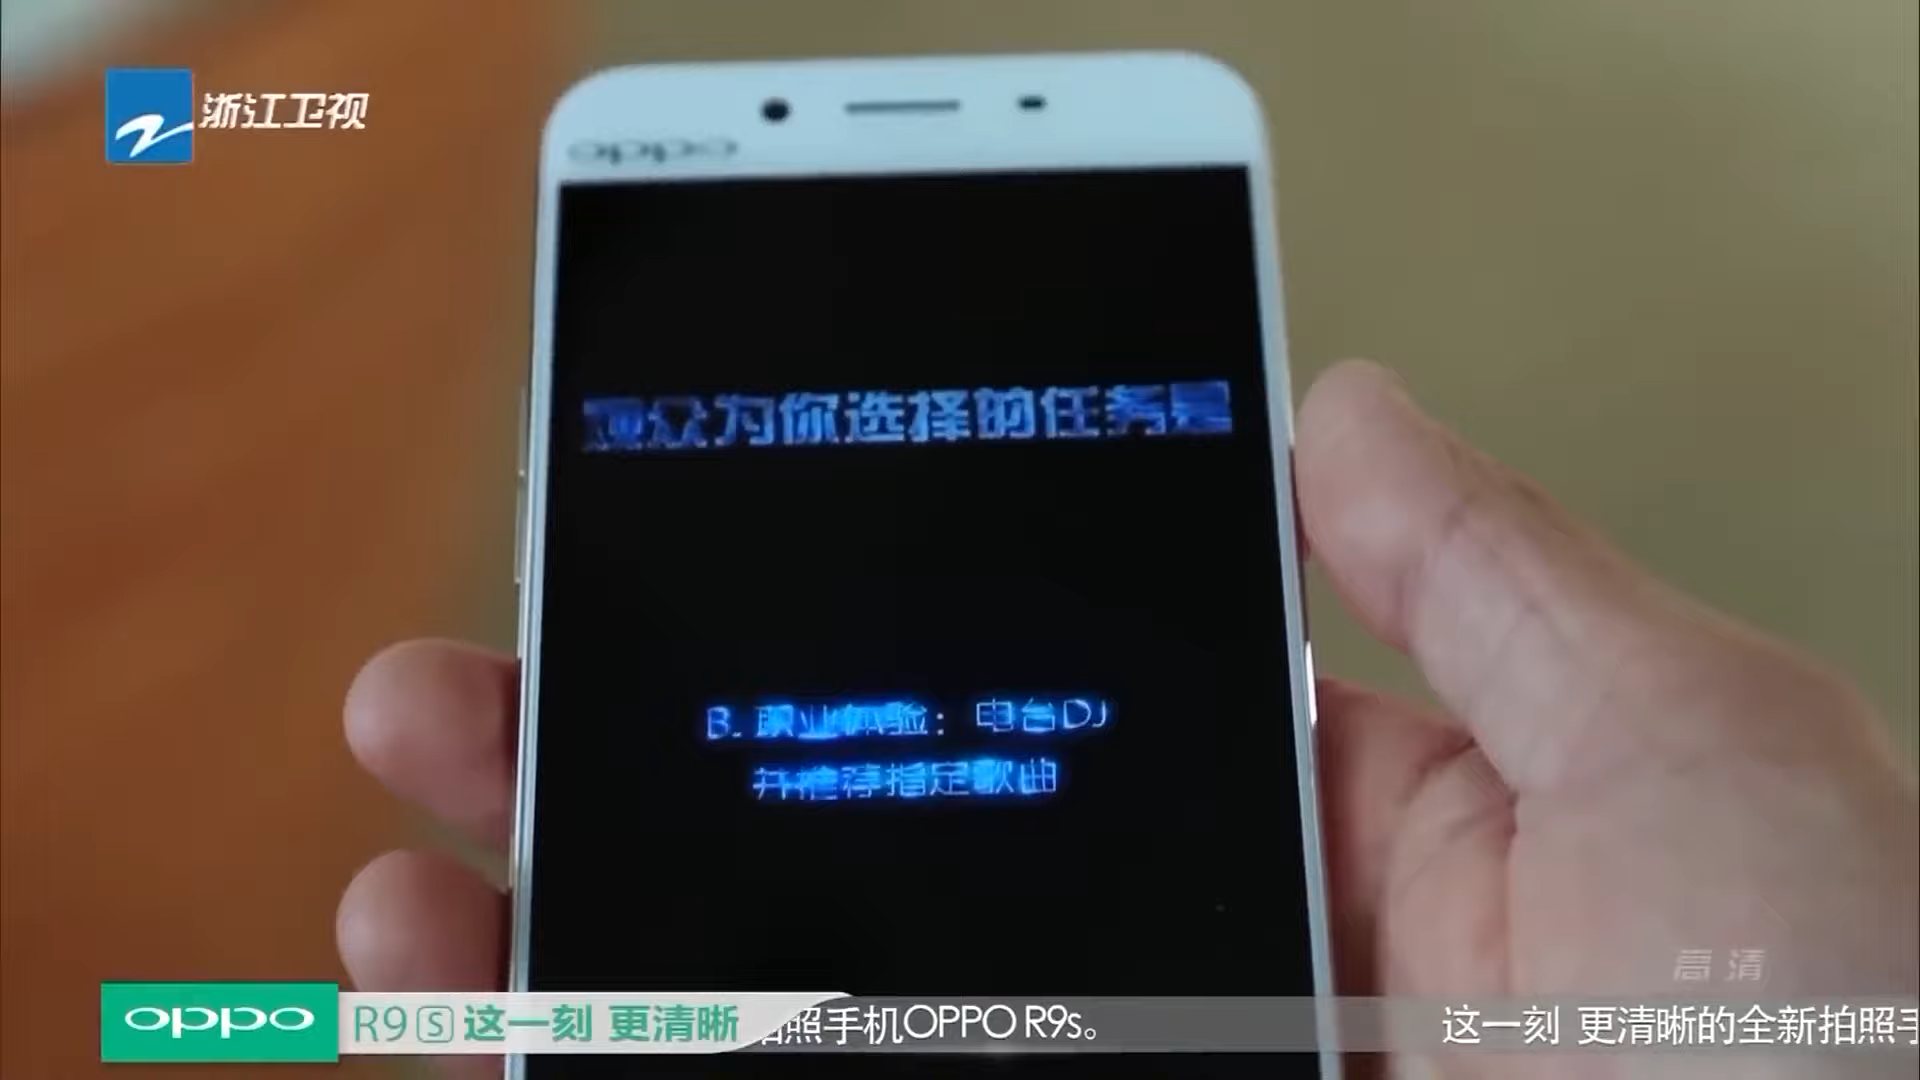 浙江卫视
oppo
观众为你选择的任务是
B. 职业体验：电台DJ
并推荐指定歌曲
高清
oppo R9s 这一刻 更清晰
拍照手机OPPO R9s。 这一刻 更清晰的全新拍照手